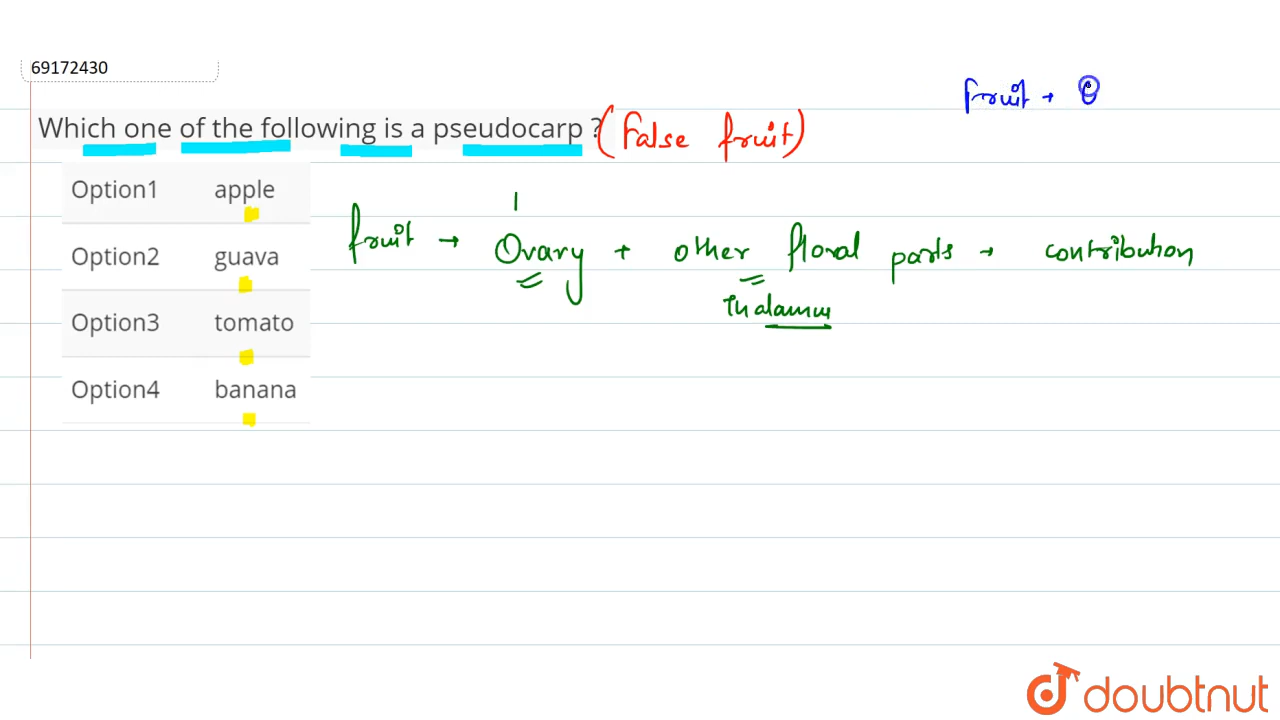 69172430
fruit → O
Which one of the following is a pseudocarp ? (False fruit)
Option1 apple
Option2 guava
Option3 tomato
Option4 banana
fruit → Ovary + other floral parts → contribution
Thalamus
doubtnut